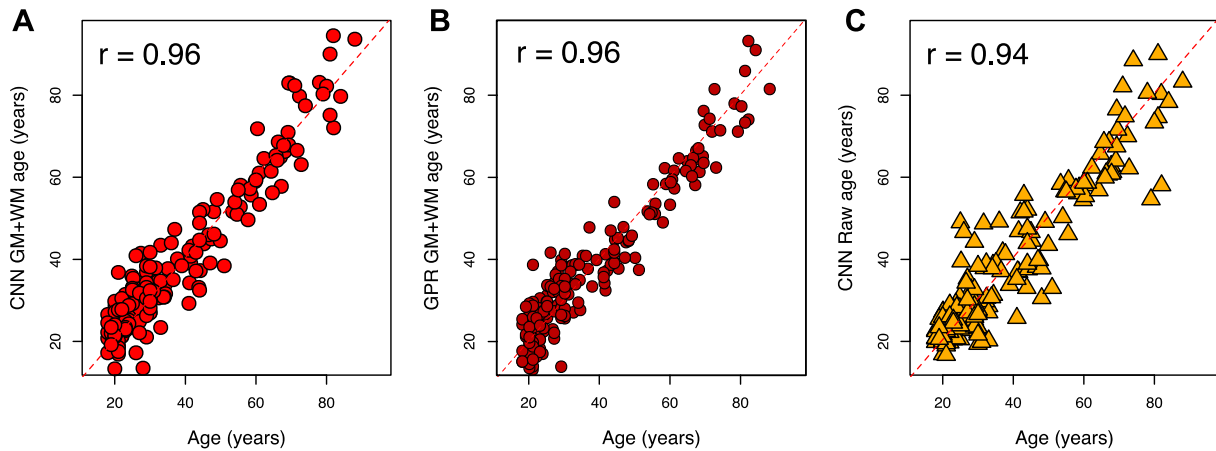 A
r = 0.96
CNN GM+WM age (years)
80
60
40
20
20 40 60 80
Age (years)
B
r = 0.96
GPR GM+WM age (years)
80
60
40
20
20 40 60 80
Age (years)
C
r = 0.94
CNN Raw age (years)
80
60
40
20
20 40 60 80
Age (years)